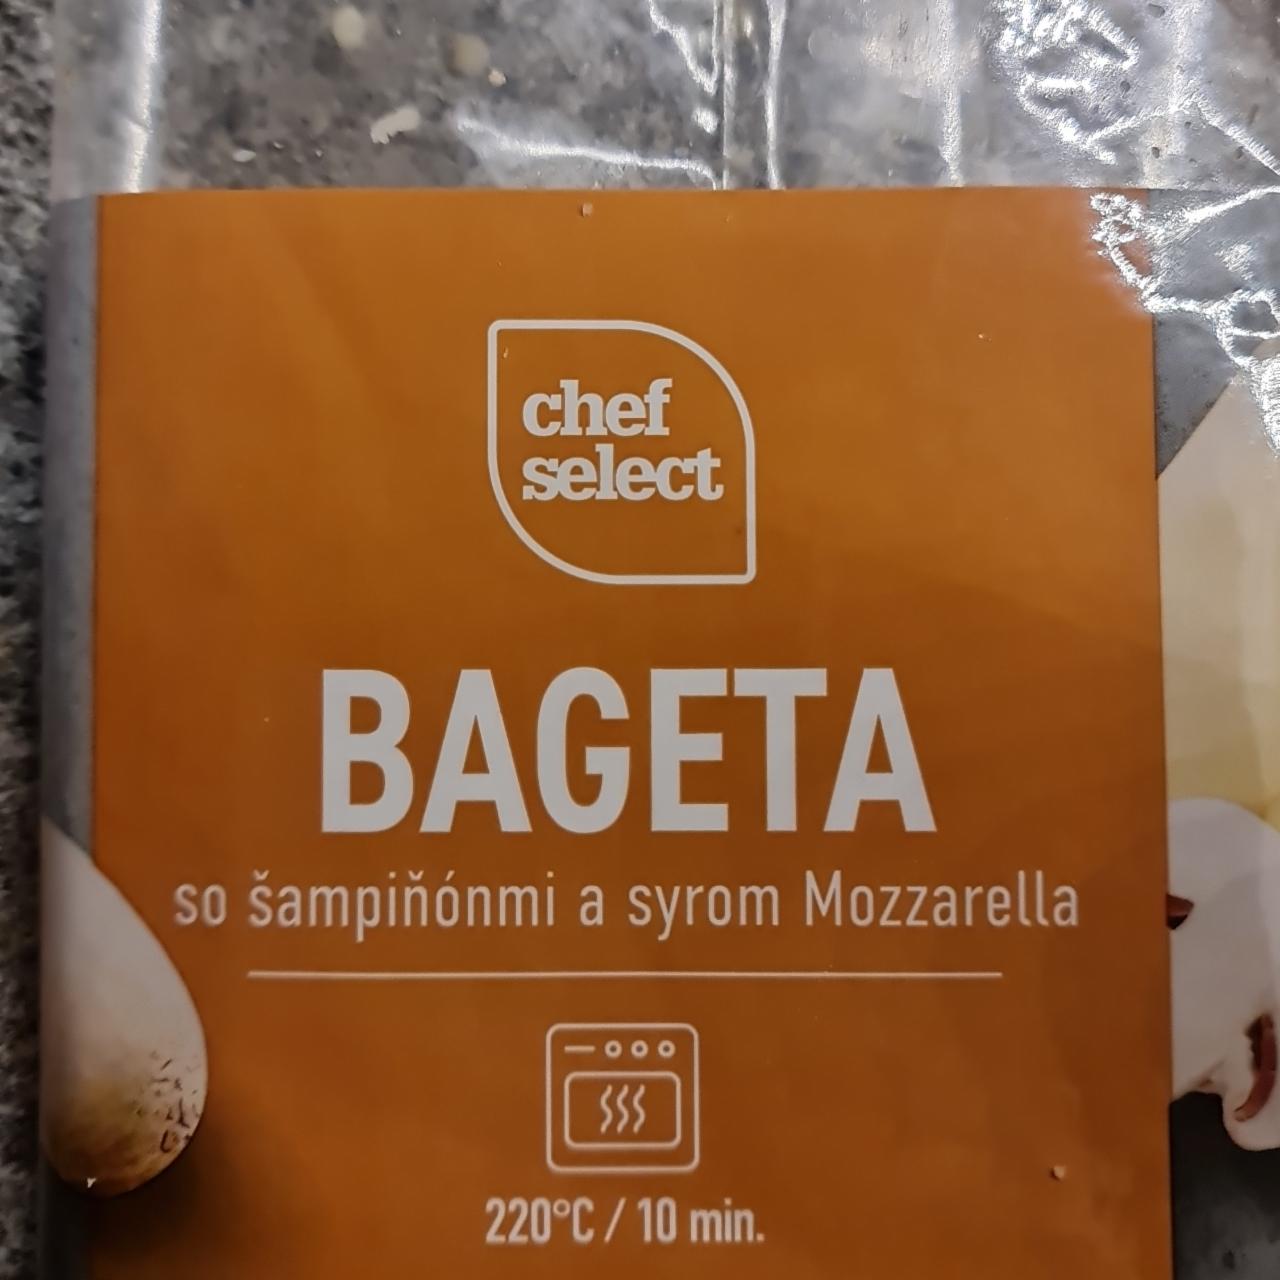 chef
select
BAGETA
so šampiňónmi a syrom Mozzarella
220°C / 10 min.